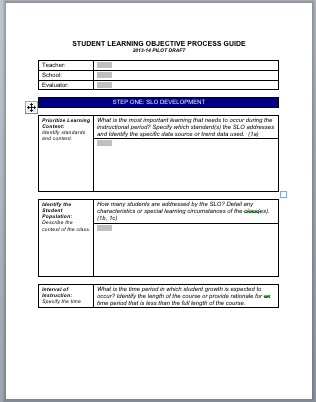 STUDENT LEARNING OBJECTIVE PROCESS GUIDE
2013-14 PILOT DRAFT
Teacher:
School:
Evaluator:
STEP ONE: SLO DEVELOPMENT
Prioritize Learning
Content:
Identify standards
and content.
What is the most important learning that needs to occur during the
instructional period? Specify which standard(s) the SLO addresses
and identify the specific data source or trend data used. (1a)
Identify the
Student
Population:
Describe the
context of the class.
How many students are addressed by the SLO? Detail any
characteristics or special learning circumstances of the class(es).
(1b, 1c)
Interval of
Instruction:
Specify the time
What is the time period in which student growth is expected to
occur? Identify the length of the course or provide rationale for an
time period that is less than the full length of the course.